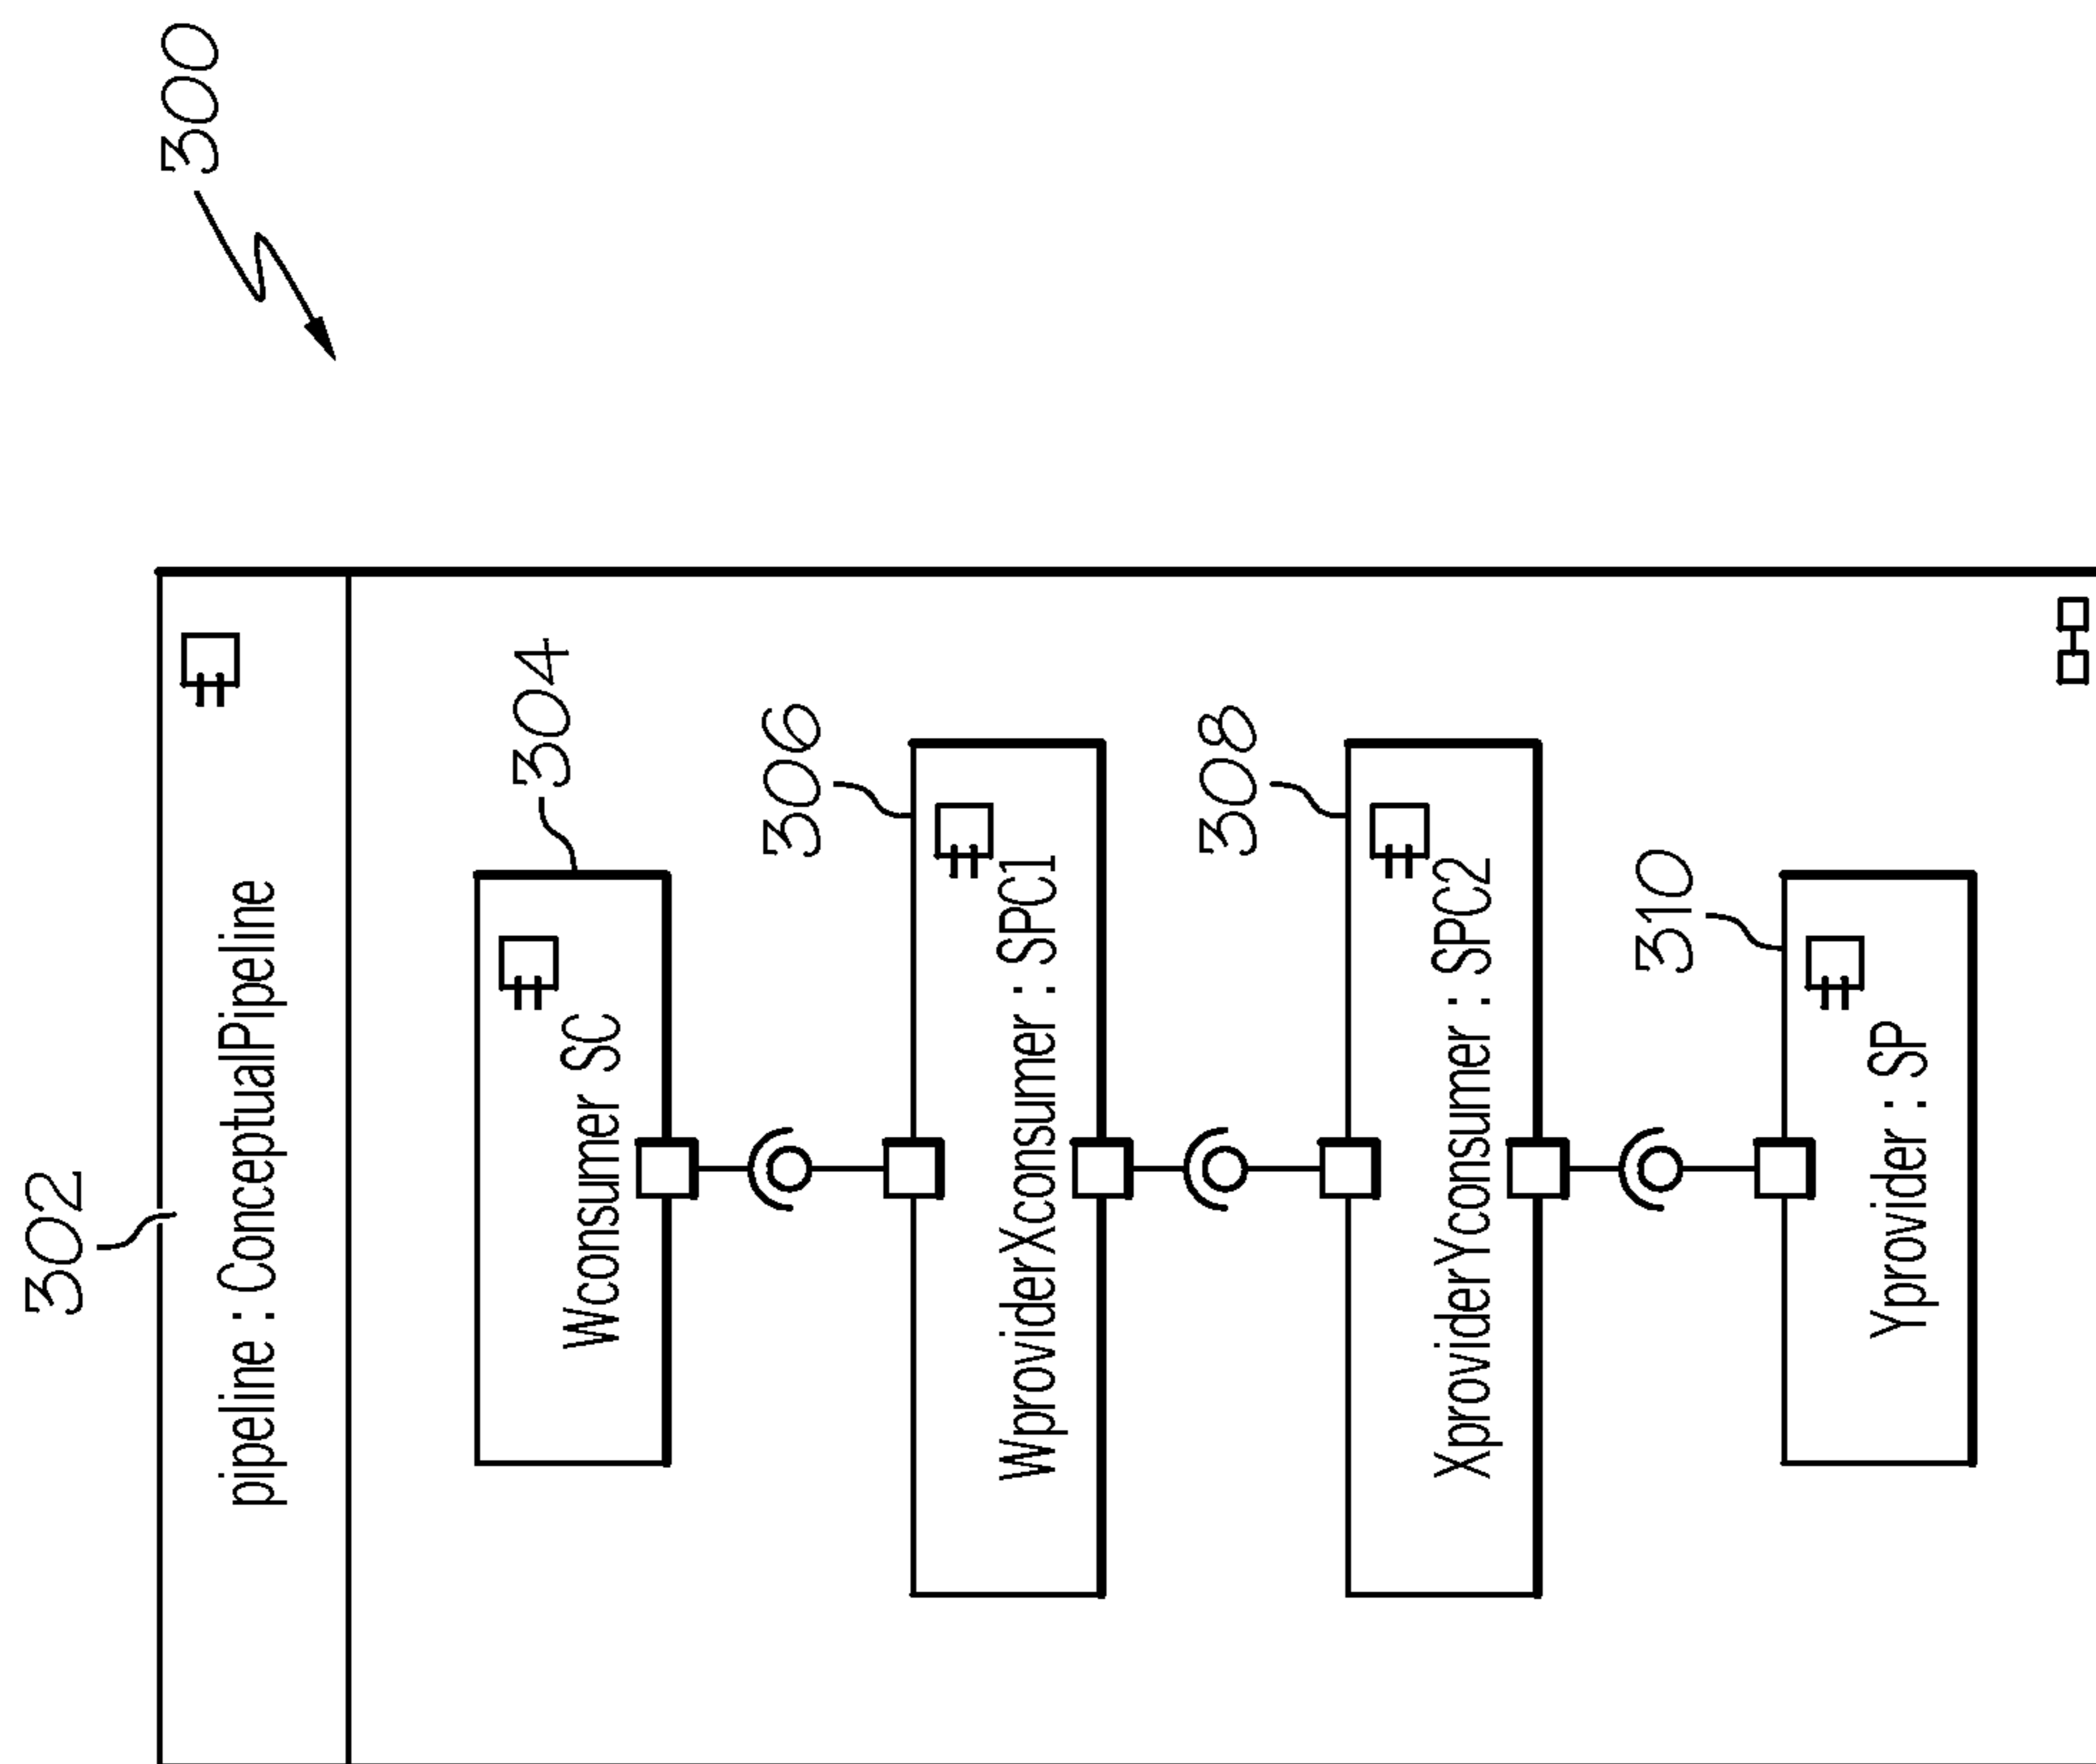 300
302
pipeline : ConceptualPipeline
304
Wconsumer SC
306
WproviderXconsumer : SPC1
308
XproviderYconsumer : SPC2
310
Yprovider : SP